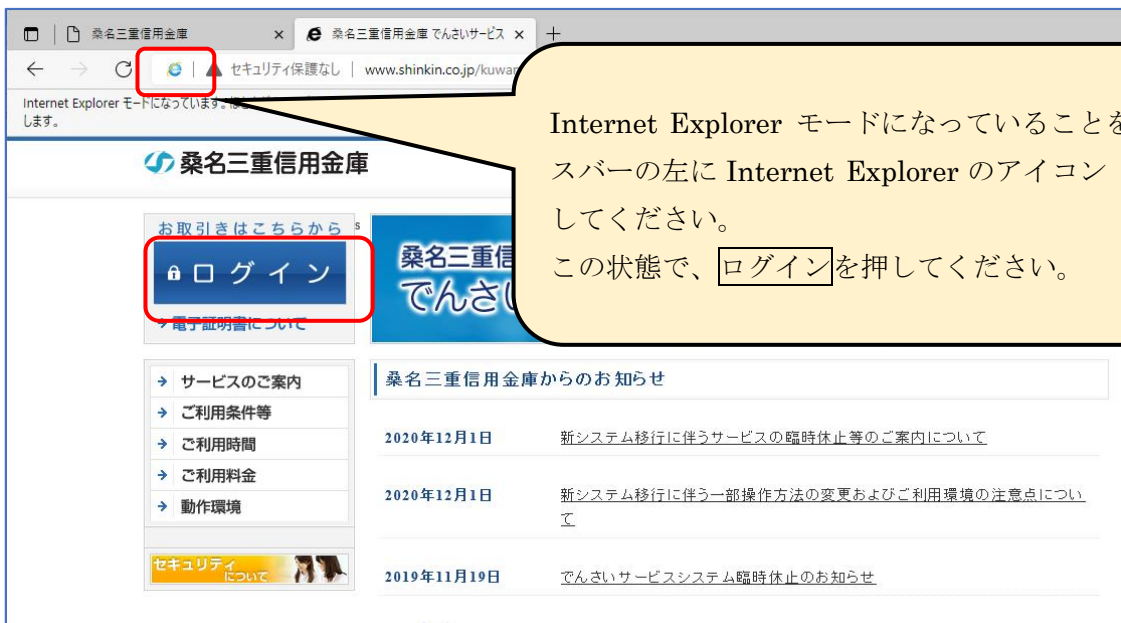 桑名三重信用金庫
桑名三重信用金庫 でんさいサービス
セキュリティ保護なし www.shinkin.co.jp/kuwan
Internet Explorer モードになっています。
します。
Internet Explorer モードになっていることを
スバーの左に Internet Explorer のアイコン
してください。
この状態で、ログインを押してください。
桑名三重信用金庫
お取引きはこちらから s
ログイン
電子証明書について
桑名三重信
でんさい
サービスのご案内
ご利用条件等
ご利用時間
ご利用料金
動作環境
セキュリティ
について
桑名三重信用金庫からのお知らせ
2020年12月1日 新システム移行に伴うサービスの臨時休止等のご案内について
2020年12月1日 新システム移行に伴う一部操作方法の変更およびご利用環境の注意点につい
て
2019年11月19日 でんさいサービスシステム臨時休止のお知らせ